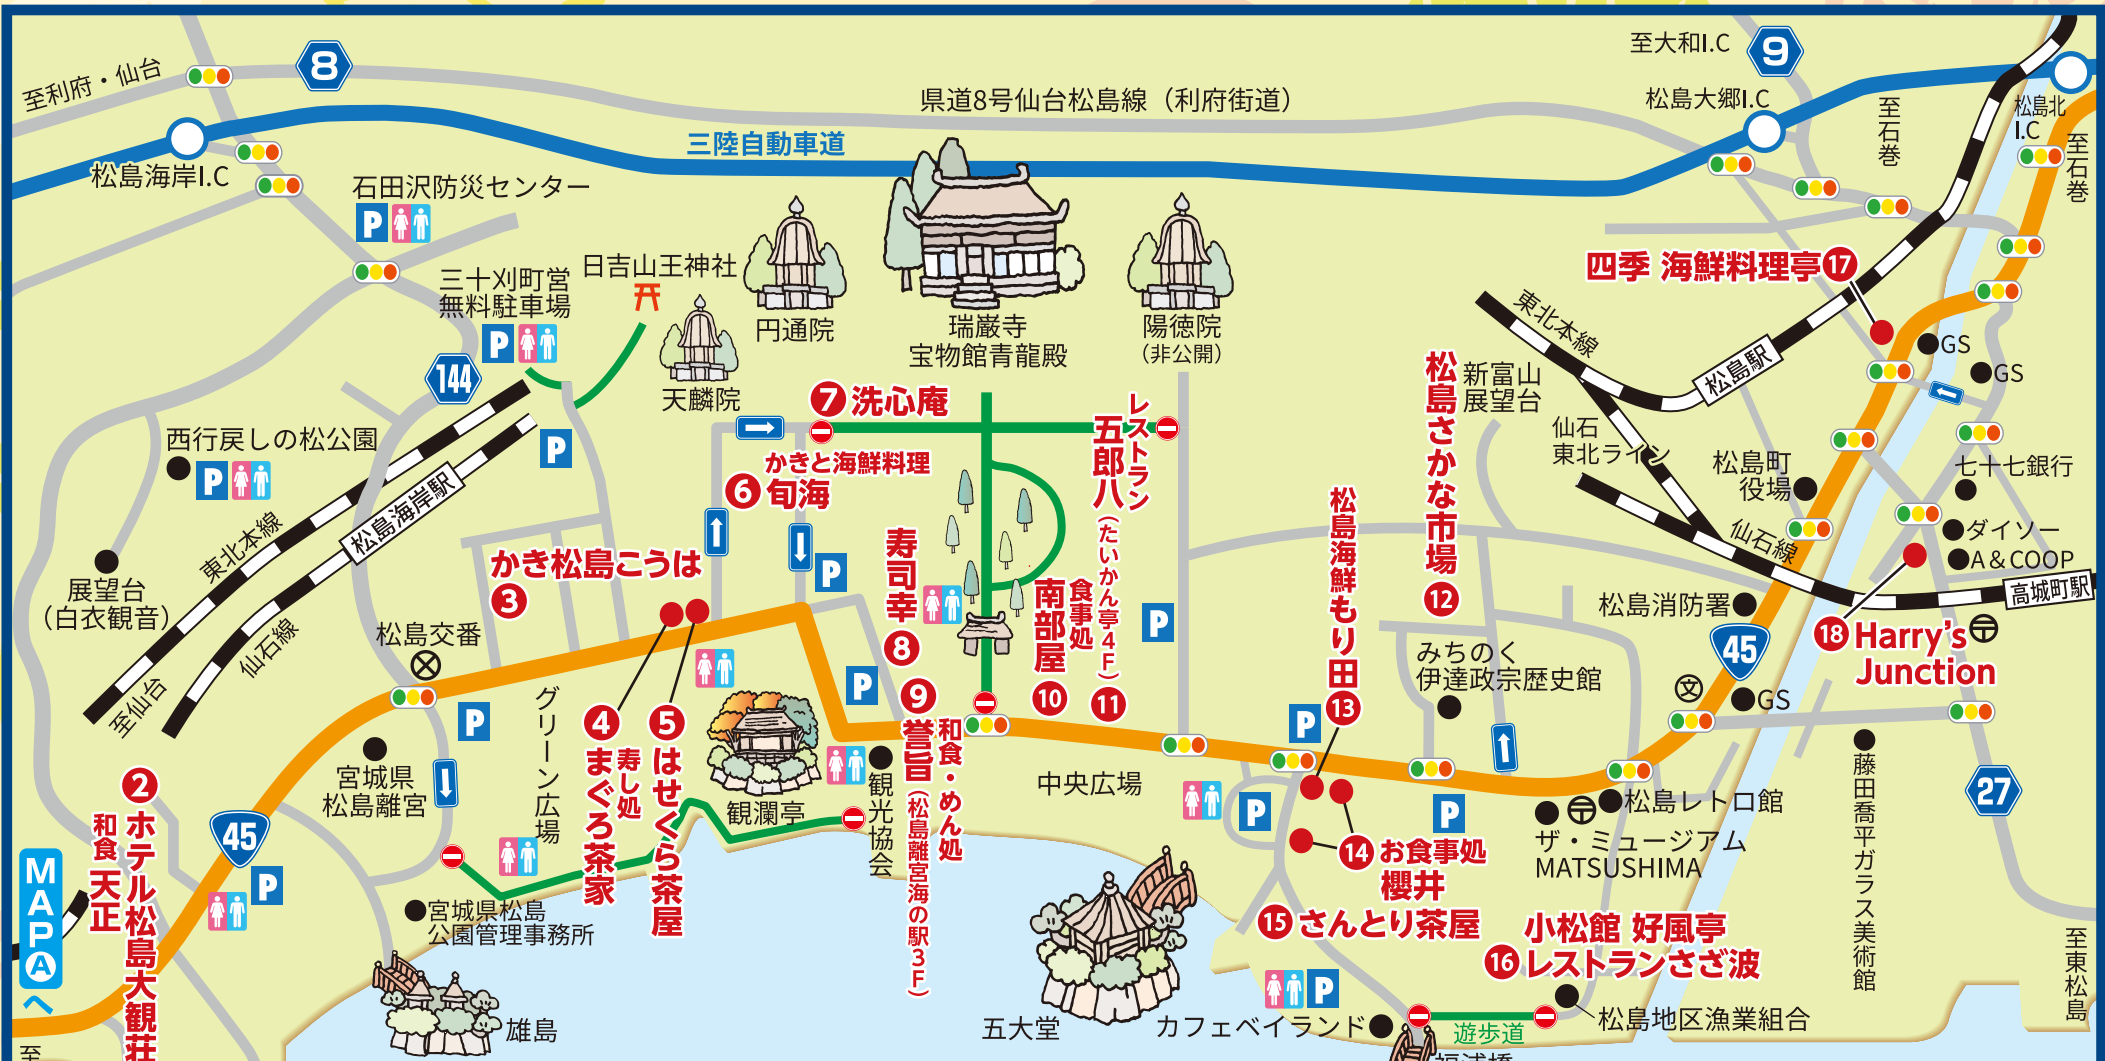 至利府・仙台
8
県道8号仙台松島線（利府街道）
至大和I.C
9
松島大郷I.C
至石巻
松島北
I.C
至石巻
三陸自動車道
松島海岸I.C
石田沢防災センター
P
三十刈町営
無料駐車場
P
日吉山王神社
円通院
瑞巌寺
宝物館青龍殿
陽徳院
（非公開）
天麟院
144
P
西行戻しの松公園
P
東北本線
松島海岸駅
仙石線
至仙台
展望台
（白衣観音）
⑦洗心庵
かきと海鮮料理
⑥旬海
P
レストラン
五郎八
（たいかん亭4F）
⑪
食事処
南部屋
⑩
寿司幸
⑧
③かき松島こうは
四季 海鮮料理亭⑰
東北本線
松島駅
新富山
展望台
仙石
東北ライン
仙石線
松島町
役場
GS
GS
七十七銀行
ダイソー
A＆COOP
高城町駅
松島さかな市場
⑫
松島海鮮もり田
⑬
P
松島消防署
45
⑱Harry's
Junction
みちのく
伊達政宗歴史館
文
GS
松島交番
P
グリーン広場
宮城県
松島離宮
④
寿し処
まぐろ茶家
⑤
はせくら茶屋
観瀾亭
P
観光協会
⑨
和食・めん処
誉旨
（松島離宮海の駅3F）
中央広場
P
P
P
⑭お食事処
櫻井
⑮さんとり茶屋
小松館 好風亭
⑯レストランさざ波
松島レトロ館
ザ・ミュージアム
MATSUSHIMA
藤田喬平ガラス美術館
27
至東松島
②
ホテル松島大観荘
和食 天正
MAP Aへ
45
P
宮城県松島
公園管理事務所
雄島
五大堂
P
カフェベイランド
遊歩道
松島地区漁業組合
福浦橋
至